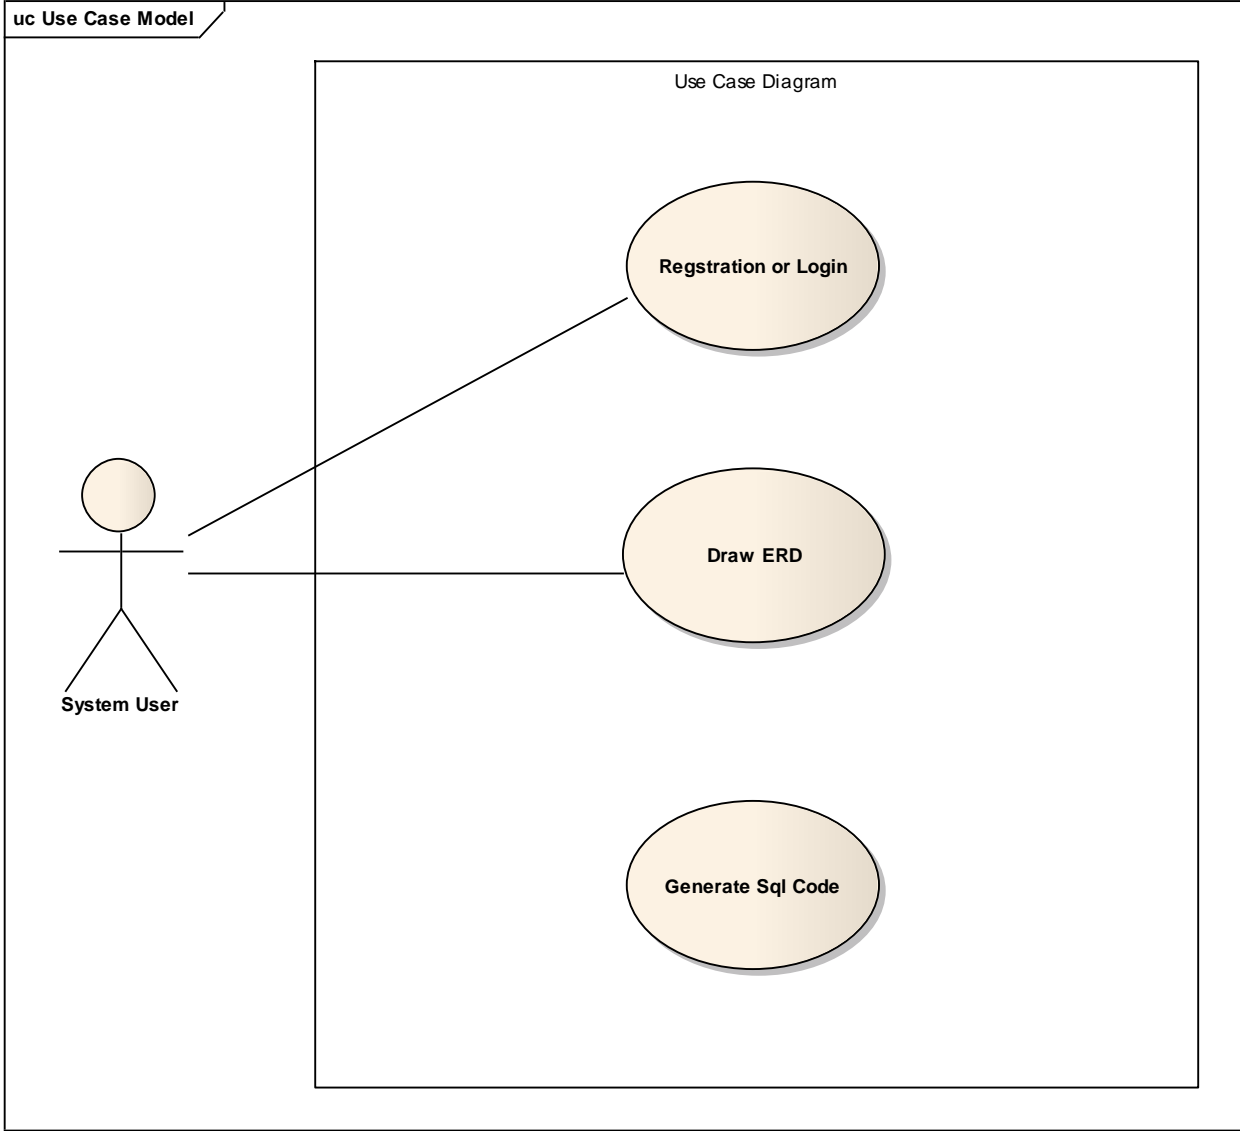 uc Use Case Model
Use Case Diagram
Regstration or Login
Draw ERD
System User
Generate Sql Code